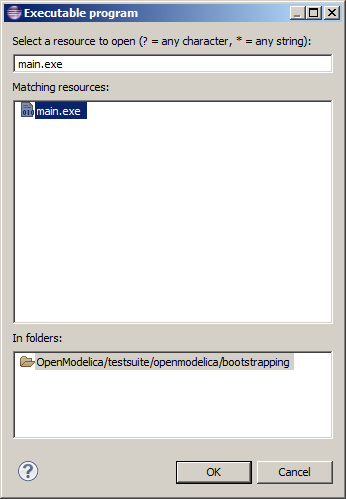 Executable program
Select a resource to open (? = any character, * = any string):
main.exe
Matching resources:
main.exe
In folders:
OpenModelica/testsuite/openmodelica/bootstrapping
OK
Cancel